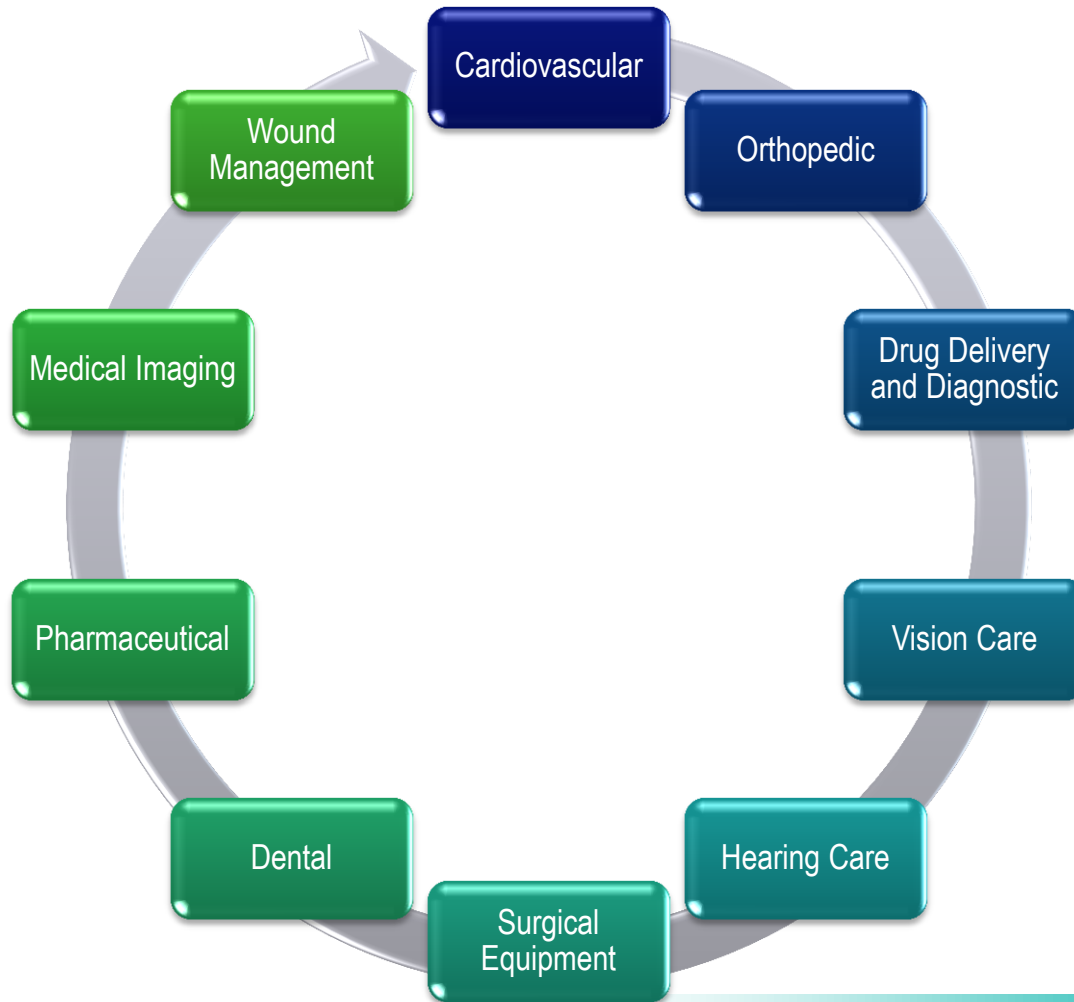 Cardiovascular
Orthopedic
Drug Delivery
and Diagnostic
Vision Care
Hearing Care
Surgical
Equipment
Dental
Pharmaceutical
Medical Imaging
Wound
Management